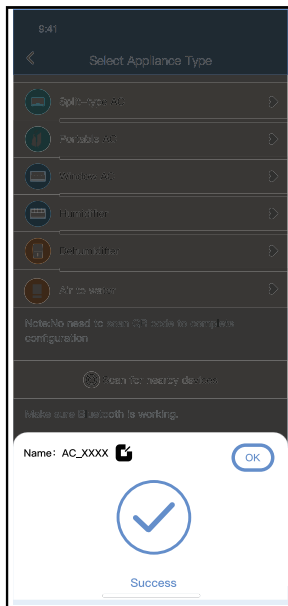 9:41
Select Appliance Type
Split-type AC
Portable AC
Window AC
Humidifier
Dehumidifier
Air to water
Note:No need to scan QR code to complete
configuration
Scan for nearby devices
Make sure Bluetooth is working.
Name: AC_XXXX
OK
Success